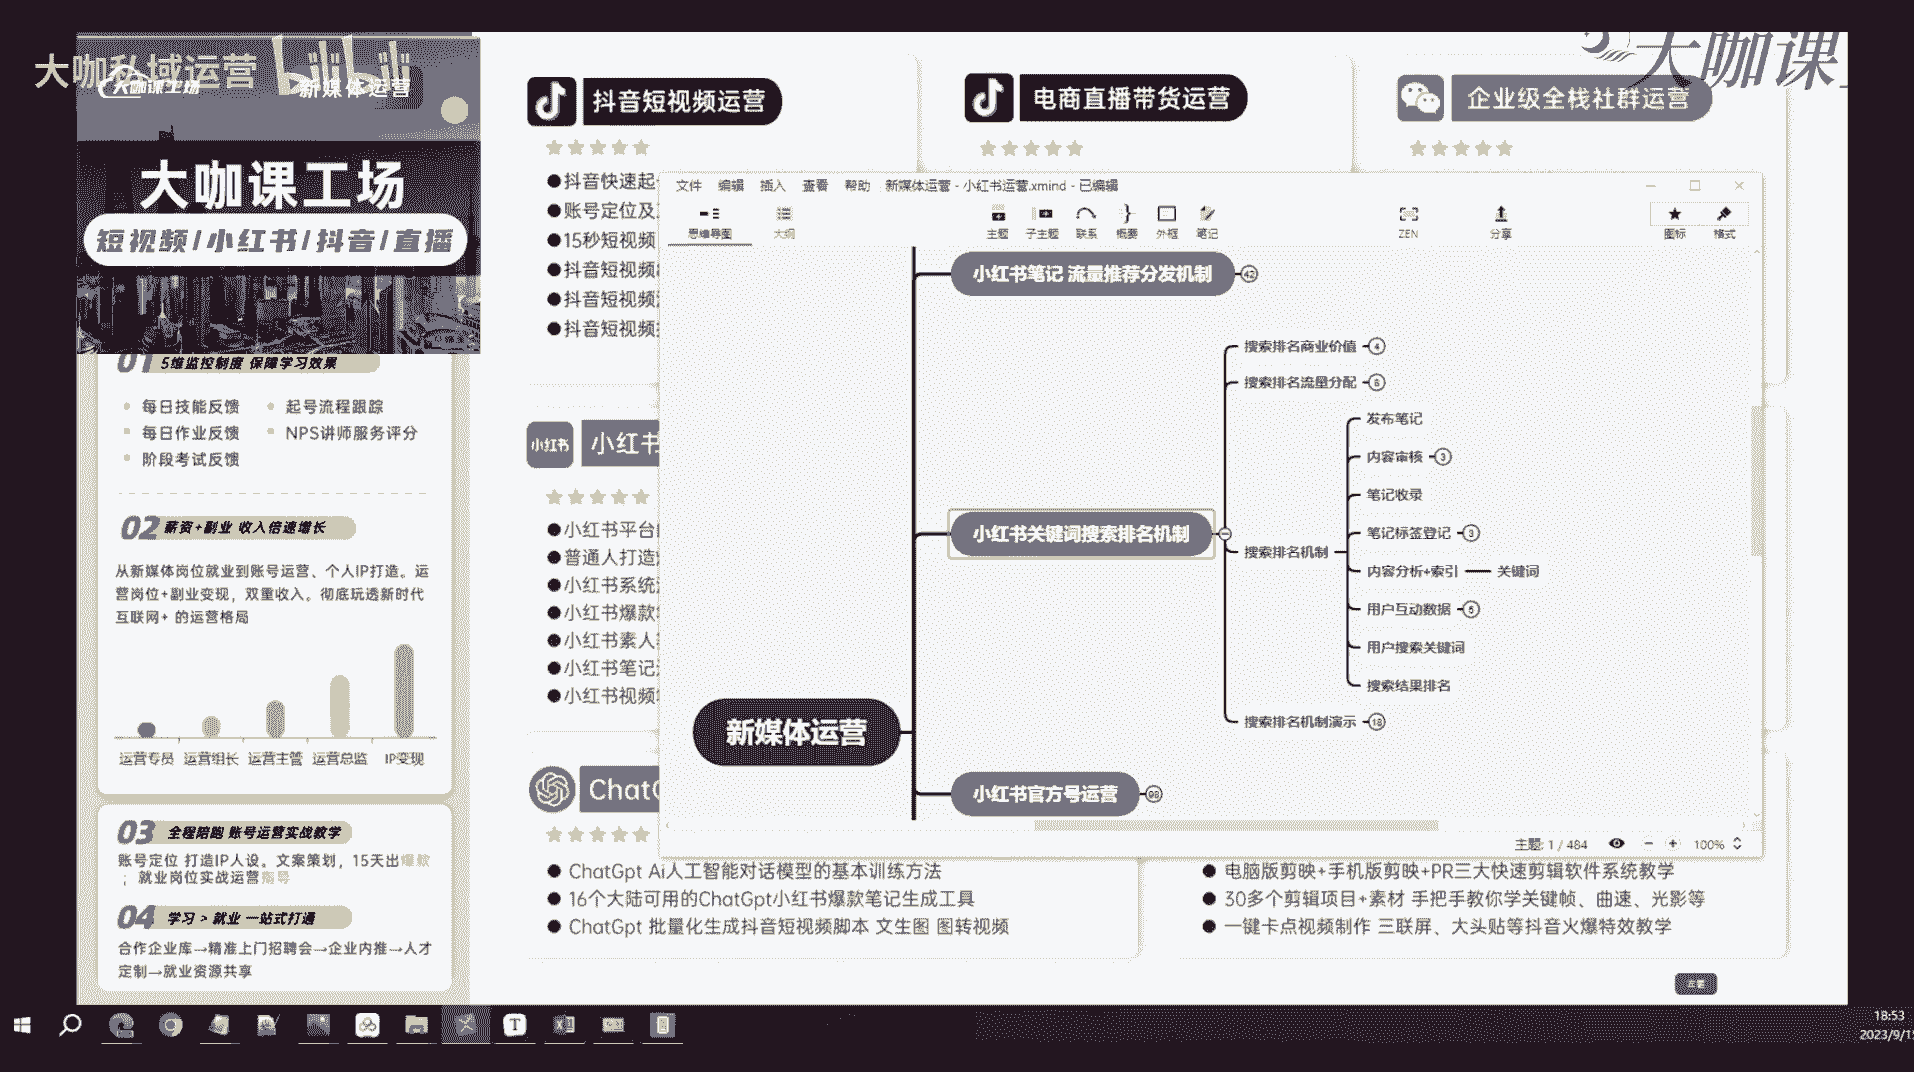 大咖私域运营 bilibili
大咖课工场
新媒体运营
大咖课工场
短视频/小红书/抖音/直播
01 5维监控制度 保障学习效果
每日技能反馈
起号流程跟踪
每日作业反馈
NPS讲师服务评分
阶段考试反馈
02 薪资+副业 收入倍速增长
从新媒体岗位就业到账号运营、个人IP打造。运
营岗位+副业变现，双重收入。彻底玩透新时代
互联网+ 的运营格局
运营专员 运营组长 运营主管 运营总监 IP变现
03 全程陪跑 账号运营实战教学
账号定位 打造IP人设。文案策划，15天出爆款
；就业岗位实战运营指导
04 学习 > 就业 一站式打通
合作企业库→精准上门招聘会→企业内推→人才
定制→就业资源共享
抖音短视频运营
电商直播带货运营
企业级全栈社群运营
大咖课
●抖音快速起
●账号定位及
●15秒短视频
●抖音短视频
●抖音短视频
●抖音短视频
小红书 小红书
●小红书平台
●普通人打造
●小红书系统
●小红书爆款
●小红书素人
●小红书笔记
●小红书视频
ChatG
● ChatGpt Ai人工智能对话模型的基本训练方法
● 16个大陆可用的ChatGpt小红书爆款笔记生成工具
● ChatGpt 批量化生成抖音短视频脚本 文生图 图转视频
● 电脑版剪映+手机版剪映+PR三大快速剪辑软件系统教学
● 30多个剪辑项目+素材 手把手教你学关键帧、曲速、光影等
● 一键卡点视频制作 三联屏、大头贴等抖音火爆特效教学
文件 编辑 插入 查看 帮助 新媒体运营 - 小红书运营.xmind - 已编辑
思维导图 大纲 主题 子主题 联系 概要 外框 笔记 ZEN 分享 图标 格式
小红书笔记 流量推荐分发机制 42
搜索排名商业价值 4
搜索排名流量分配 6
发布笔记
内容审核 3
笔记收录
小红书关键词搜索排名机制
笔记标签登记 3
搜索排名机制
内容分析+索引 关键词
用户互动数据 5
用户搜索关键词
搜索结果排名
搜索排名机制演示 18
新媒体运营
小红书官方号运营 98
主题: 1 / 484 100%
18:53
2023/9/1